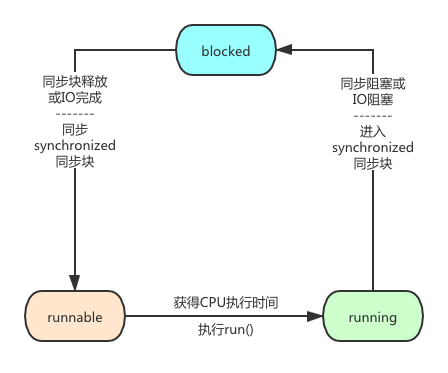 blocked
同步块释放
或IO完成
-------
同步
synchronized
同步块
同步阻塞或
IO阻塞
-------
进入
synchronized
同步块
runnable
获得CPU执行时间
执行run()
running